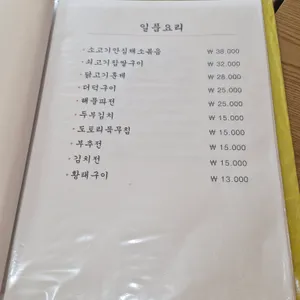 일품요리
· 소고기안심채소볶음 ₩ 38.000
· 쇠고기찹쌀구이 ₩ 32.000
· 닭고기훈제 ₩ 28.000
· 더덕구이 ₩ 25.000
· 해물파전 ₩ 25.000
· 두부김치 ₩ 15.000
· 도토리묵무침 ₩ 15.000
· 부추전 ₩ 15.000
· 김치전 ₩ 15.000
· 황태구이 ₩ 13.000